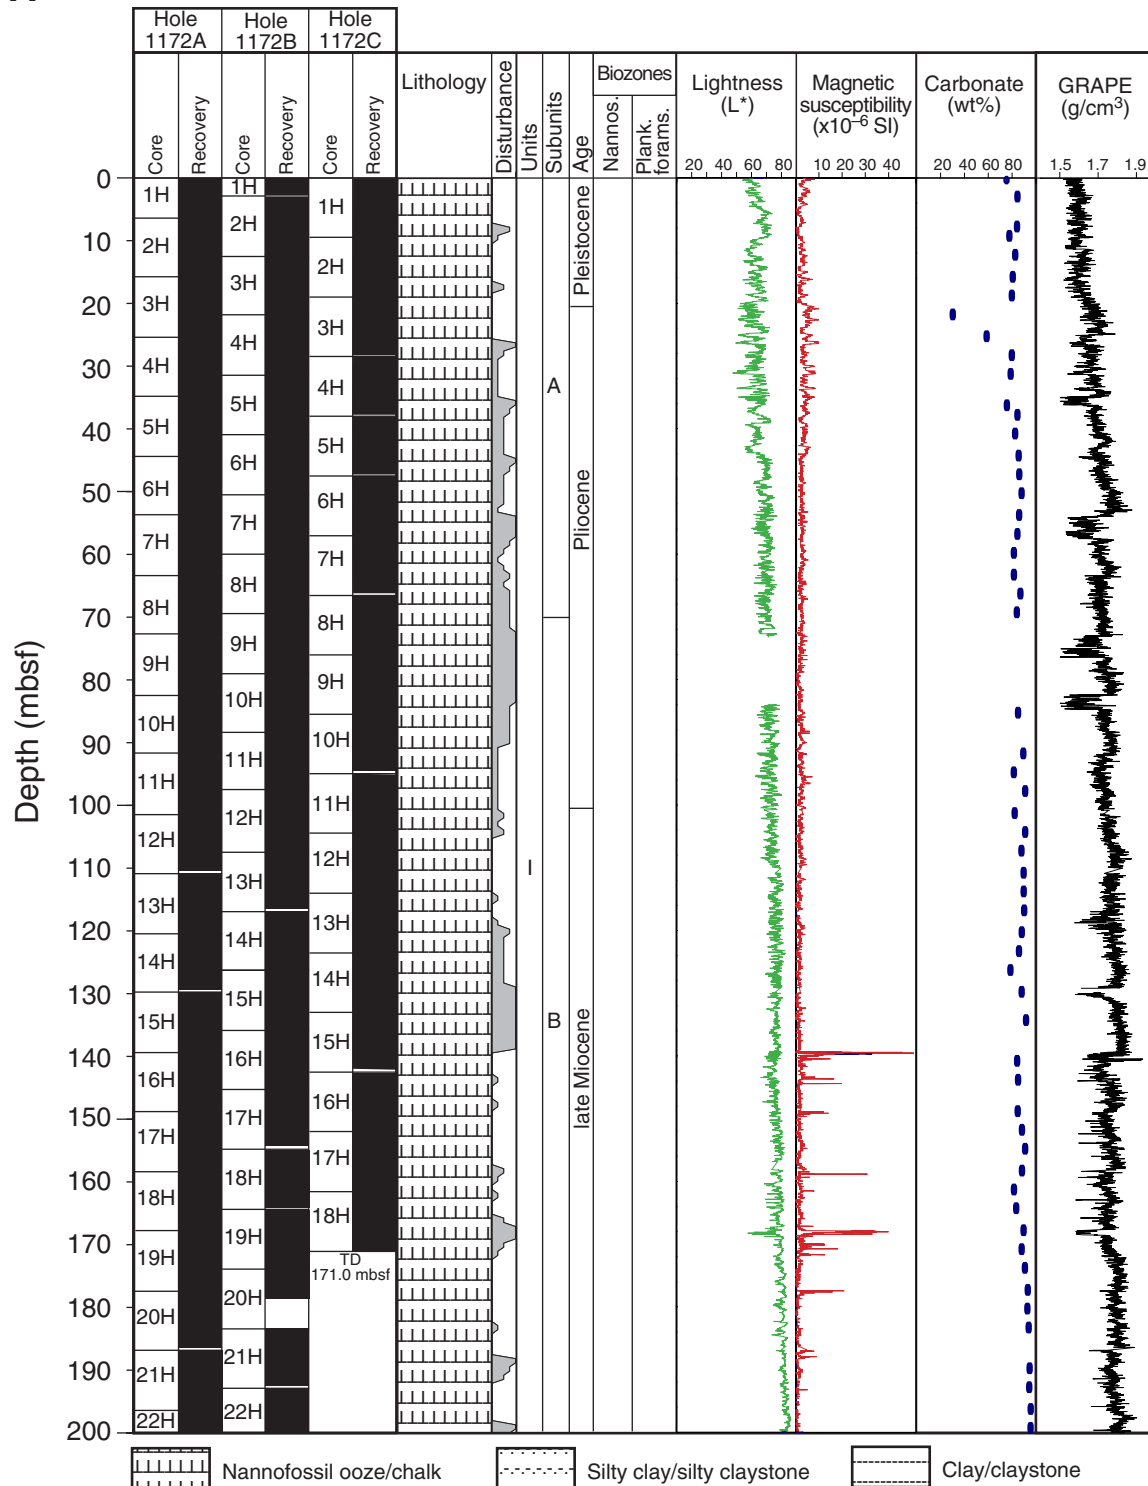 Hole 1172A
Hole 1172B
Hole 1172C
Core
Recovery
Core
Recovery
Core
Recovery
Lithology
Disturbance
Units
Subunits
Age
Biozones
Nannos.
Plank. forams.
Lightness (L*)
20 40 60 80
Magnetic susceptibility (x10–6 SI)
10 20 30 40
Carbonate (wt%)
20 40 60 80
GRAPE (g/cm3)
1.5 1.7 1.9
Depth (mbsf)
0
10
20
30
40
50
60
70
80
90
100
110
120
130
140
150
160
170
180
190
200
1H
2H
3H
4H
5H
6H
7H
8H
9H
10H
11H
12H
13H
14H
15H
16H
17H
18H
19H
20H
21H
22H
1H
2H
3H
4H
5H
6H
7H
8H
9H
10H
11H
12H
13H
14H
15H
16H
17H
18H
19H
20H
21H
22H
1H
2H
3H
4H
5H
6H
7H
8H
9H
10H
11H
12H
13H
14H
15H
16H
17H
18H
TD
171.0 mbsf
I
A
B
Pleistocene
Pliocene
late Miocene
Nannofossil ooze/chalk
Silty clay/silty claystone
Clay/claystone